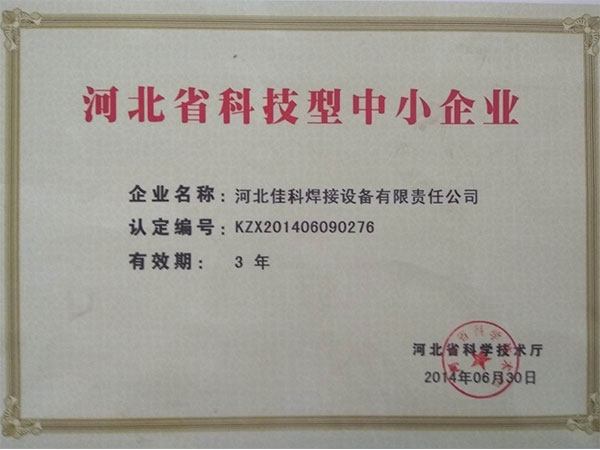 河北省科技型中小企业
企业名称：河北佳科焊接设备有限责任公司
认定编号：KZX201406090276
有效期：3 年
河北省科学技术厅
2014年06月30日